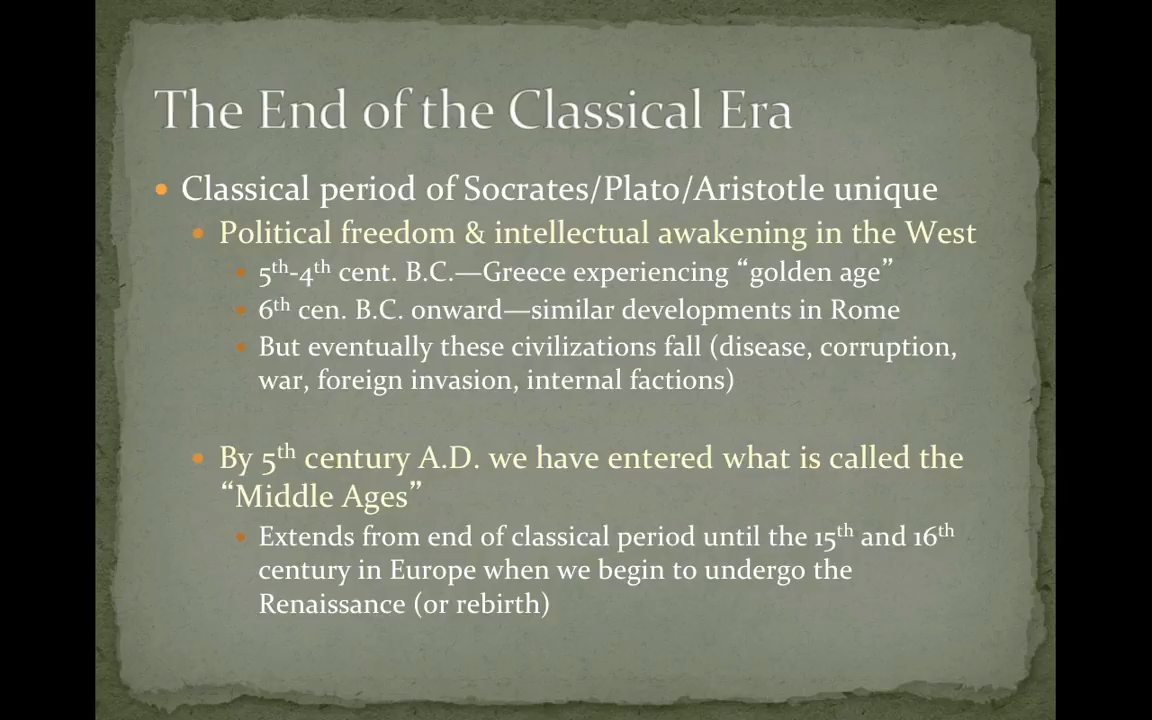 The End of the Classical Era
• Classical period of Socrates/Plato/Aristotle unique
• Political freedom & intellectual awakening in the West
• 5th-4th cent. B.C.—Greece experiencing “golden age”
• 6th cen. B.C. onward—similar developments in Rome
• But eventually these civilizations fall (disease, corruption,
war, foreign invasion, internal factions)
• By 5th century A.D. we have entered what is called the
“Middle Ages”
• Extends from end of classical period until the 15th and 16th
century in Europe when we begin to undergo the
Renaissance (or rebirth)